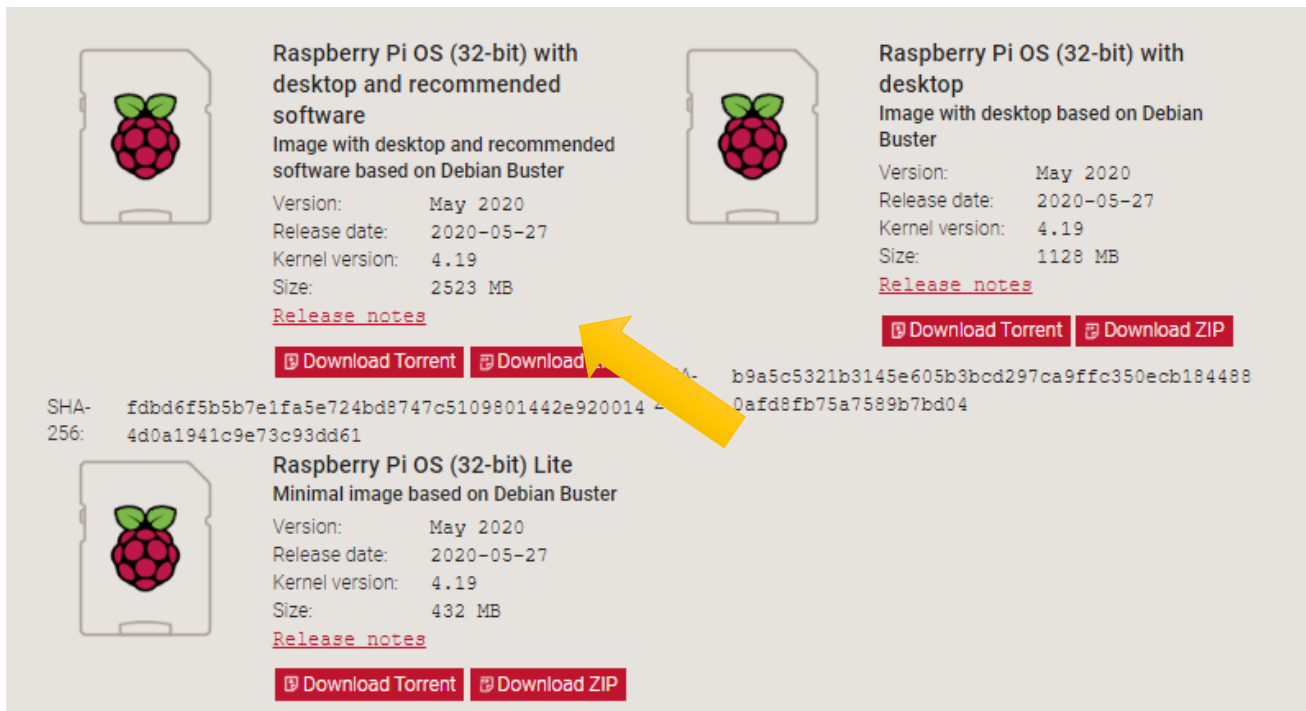 Raspberry Pi OS (32-bit) with
desktop and recommended
software
Image with desktop and recommended
software based on Debian Buster
Version: May 2020
Release date: 2020-05-27
Kernel version: 4.19
Size: 2523 MB
Release notes
Download Torrent Download
SHA- fdbd6f5b5b7e1fa5e724bd8747c5109801442e920014
256: 4d0a1941c9e73c93dd61
Raspberry Pi OS (32-bit) with
desktop
Image with desktop based on Debian
Buster
Version: May 2020
Release date: 2020-05-27
Kernel version: 4.19
Size: 1128 MB
Release notes
Download Torrent Download ZIP
b9a5c5321b3145e605b3bcd297ca9ffc350ecb184488
0afd8fb75a7589b7bd04
Raspberry Pi OS (32-bit) Lite
Minimal image based on Debian Buster
Version: May 2020
Release date: 2020-05-27
Kernel version: 4.19
Size: 432 MB
Release notes
Download Torrent Download ZIP